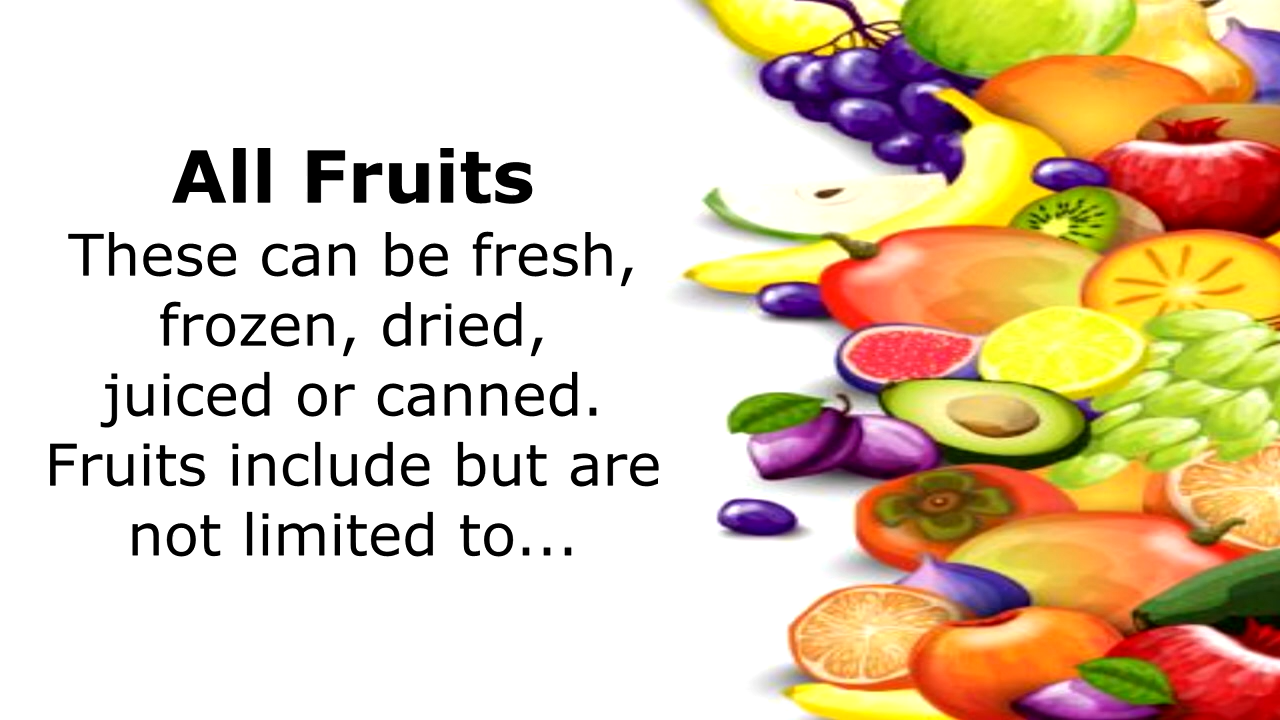 All Fruits
These can be fresh,
frozen, dried,
juiced or canned.
Fruits include but are
not limited to...